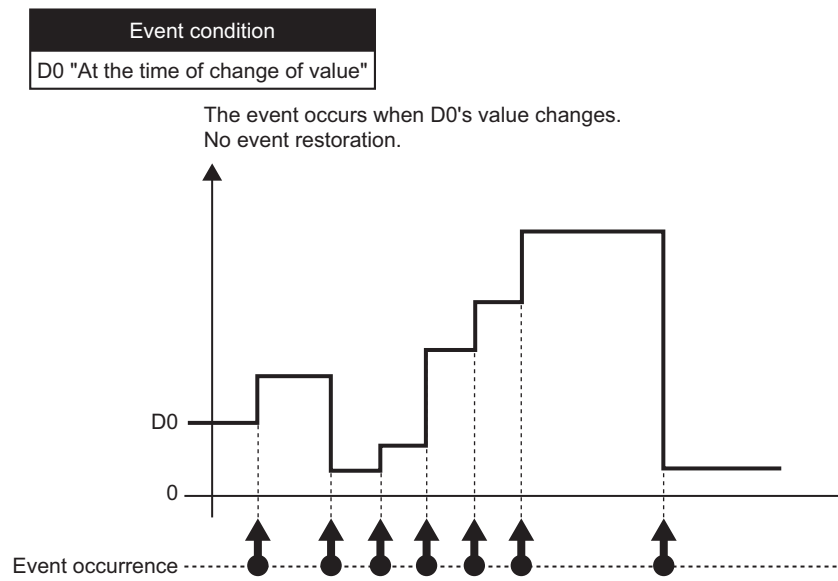 Event condition
D0 "At the time of change of value"
The event occurs when D0's value changes.
No event restoration.
D0
0
Event occurrence